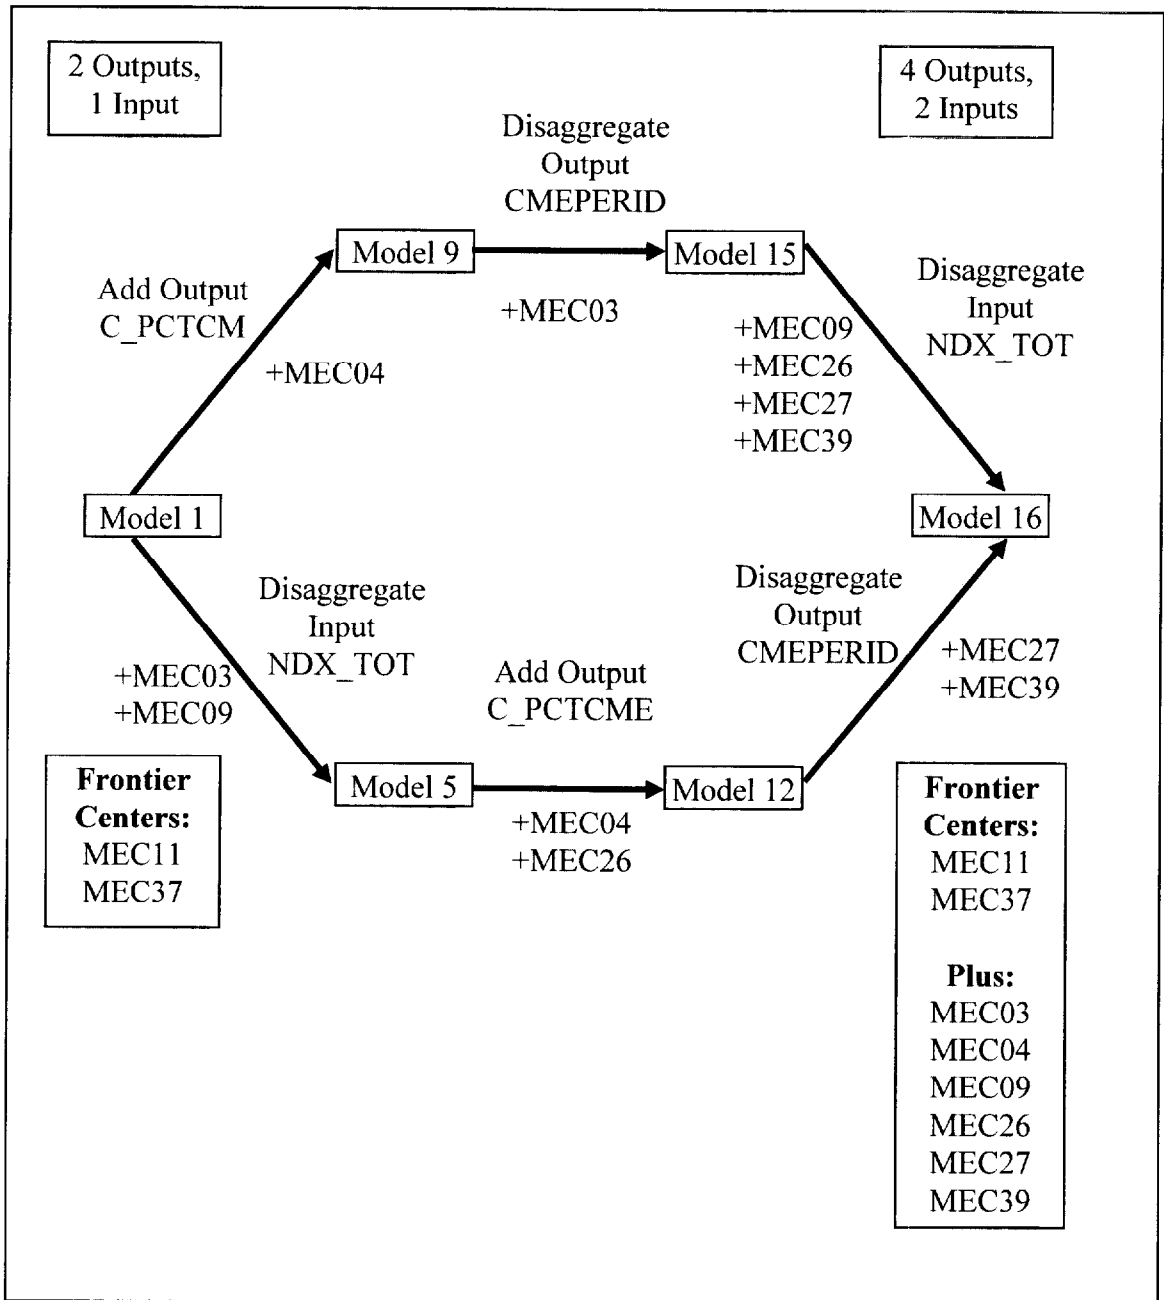 2 Outputs,
1 Input
4 Outputs,
2 Inputs
Disaggregate
Output
CMEPERID
Model 9
Model 15
Add Output
C_PCTCM
+MEC04
+MEC03
Disaggregate
Input
NDX_TOT
+MEC09
+MEC26
+MEC27
+MEC39
Model 1
Model 16
Disaggregate
Input
NDX_TOT
+MEC03
+MEC09
Add Output
C_PCTCME
Disaggregate
Output
CMEPERID
+MEC27
+MEC39
Model 5
Model 12
+MEC04
+MEC26
Frontier
Centers:
MEC11
MEC37
Frontier
Centers:
MEC11
MEC37
Plus:
MEC03
MEC04
MEC09
MEC26
MEC27
MEC39